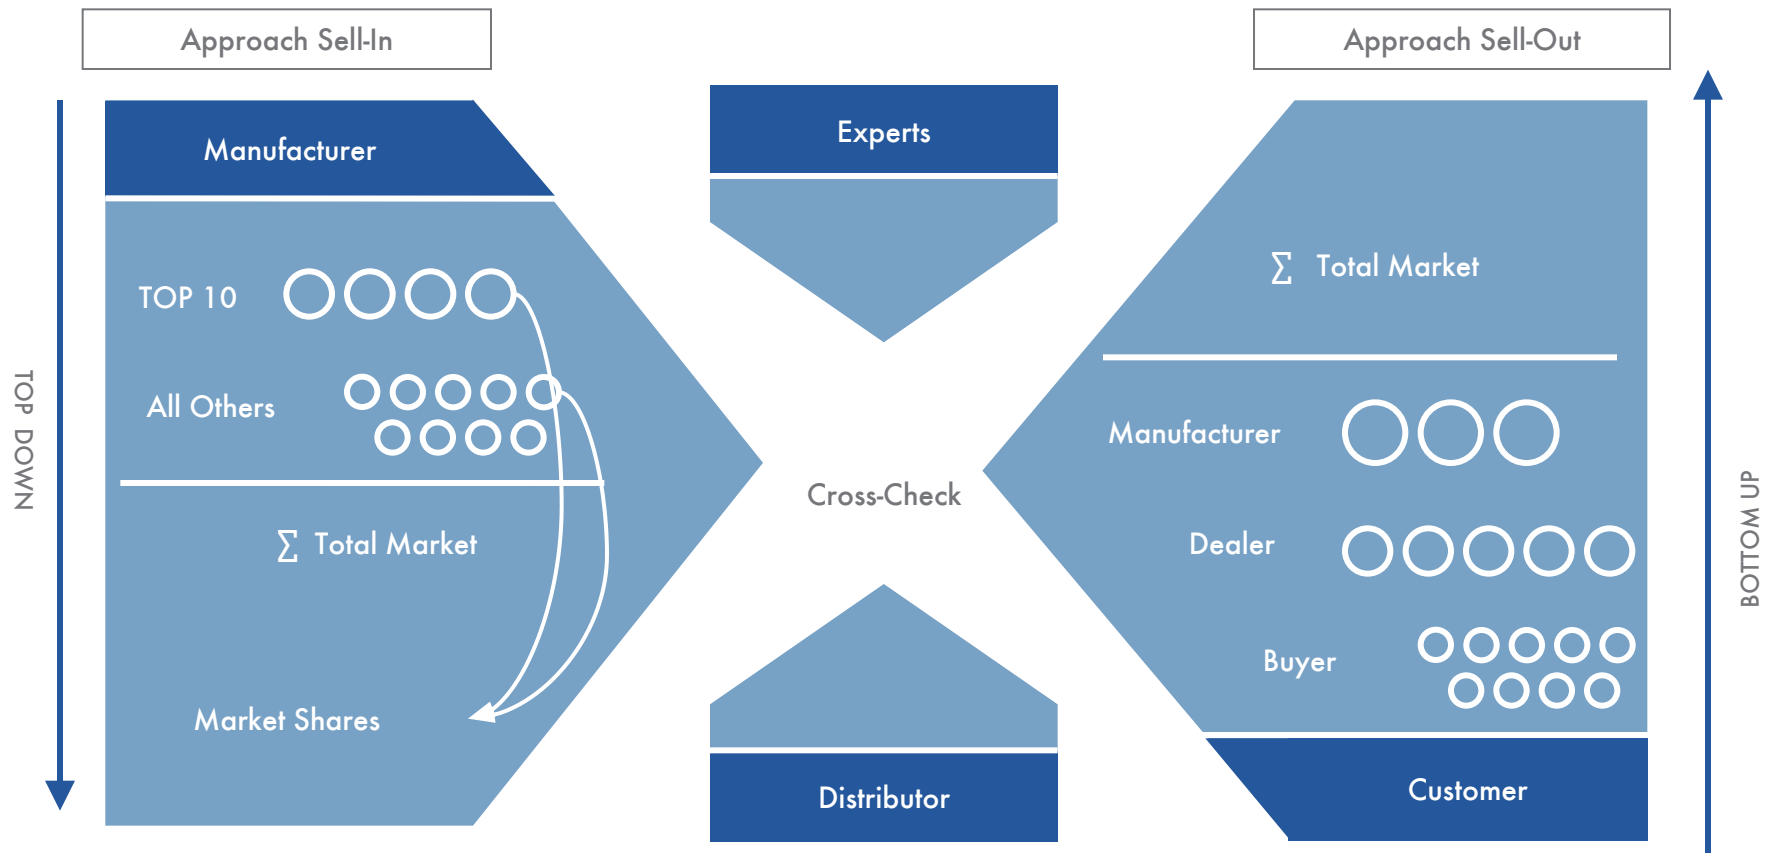 Approach Sell-In
Approach Sell-Out
TOP DOWN
Manufacturer
TOP 10
All Others
∑ Total Market
Market Shares
Experts
Cross-Check
Distributor
∑ Total Market
Manufacturer
Dealer
Buyer
Customer
BOTTOM UP